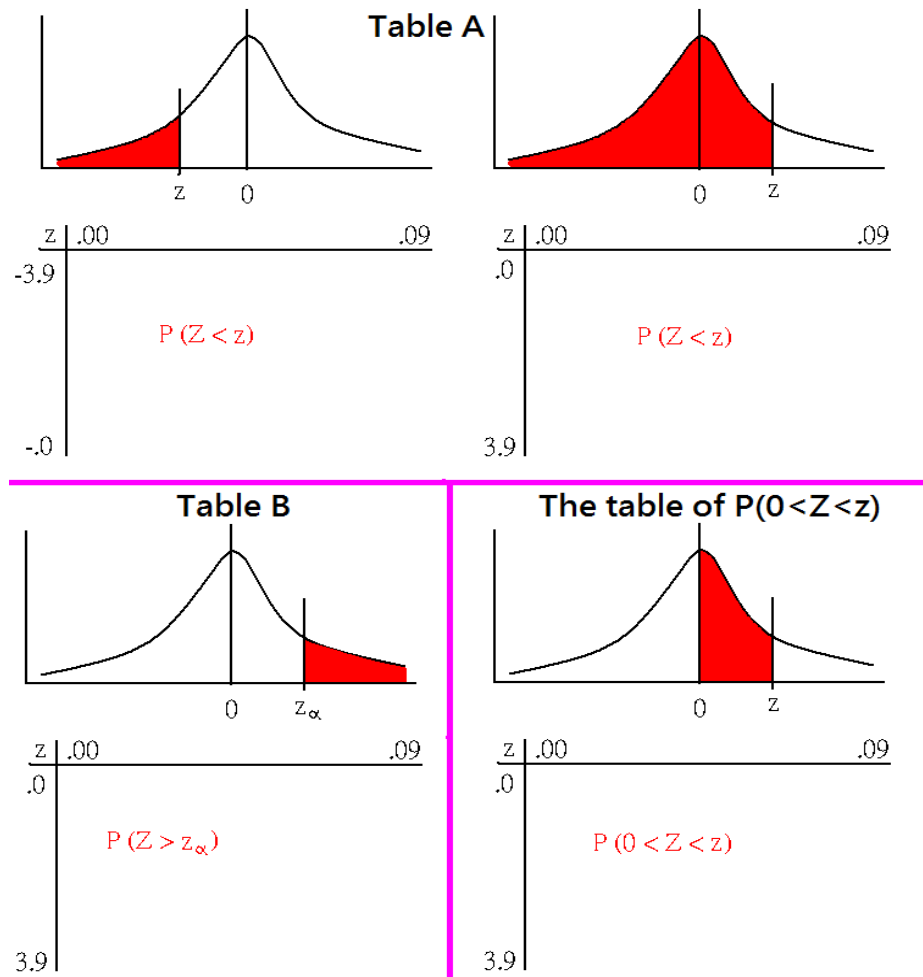 Table A
z 0
0 z
z .00 .09
-3.9
P (Z < z)
-.0
z .00 .09
.0
P (Z < z)
3.9
Table B
0 zα
z .00 .09
.0
P (Z > zα)
3.9
The table of P(0<Z<z)
0 z
z .00 .09
.0
P (0 < Z < z)
3.9